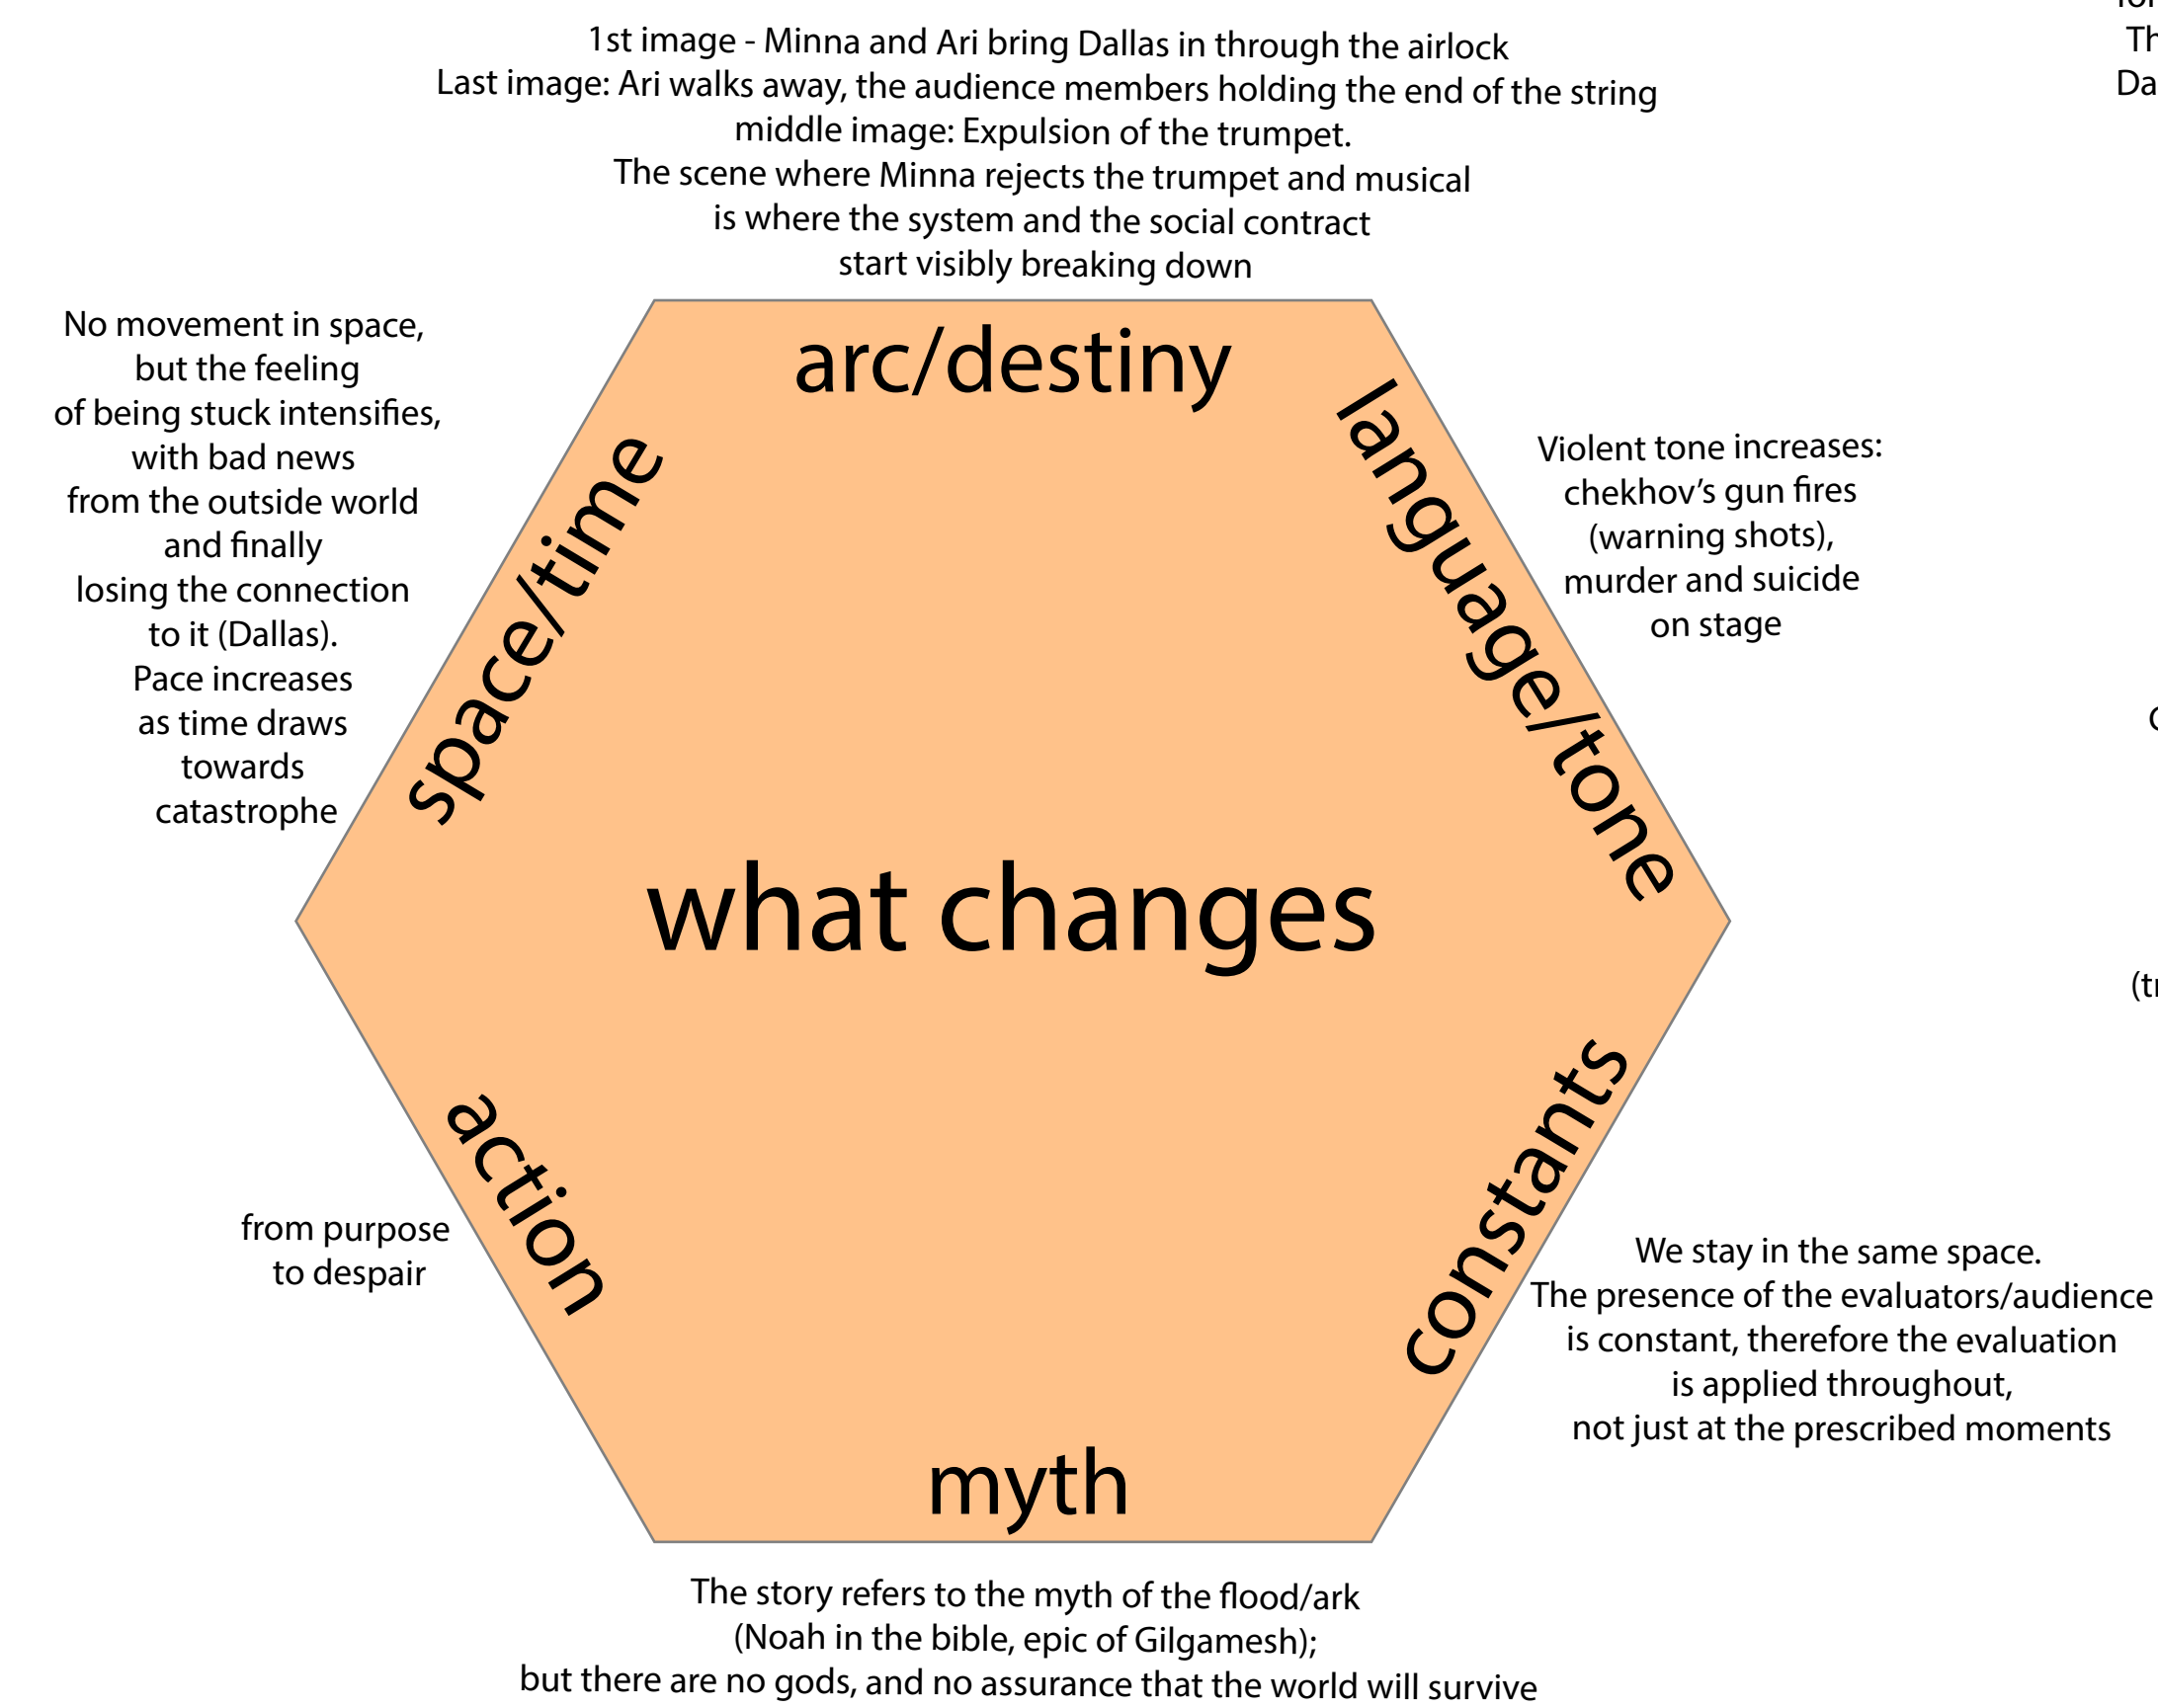 1st image - Minna and Ari bring Dallas in through the airlock
Last image: Ari walks away, the audience members holding the end of the string
middle image: Expulsion of the trumpet.
The scene where Minna rejects the trumpet and musical
is where the system and the social contract
start visibly breaking down
arc/destiny
No movement in space,
but the feeling
of being stuck intensifies,
with bad news
from the outside world
and finally
losing the connection
to it (Dallas).
Pace increases
as time draws
towards
catastrophe
space/time
language/tone
Violent tone increases:
chekhov's gun fires
(warning shots),
murder and suicide
on stage
what changes
action
from purpose
to despair
constants
We stay in the same space.
The presence of the evaluators/audience
is constant, therefore the evaluation
is applied throughout,
not just at the prescribed moments
myth
The story refers to the myth of the flood/ark
(Noah in the bible, epic of Gilgamesh);
but there are no gods, and no assurance that the world will survive